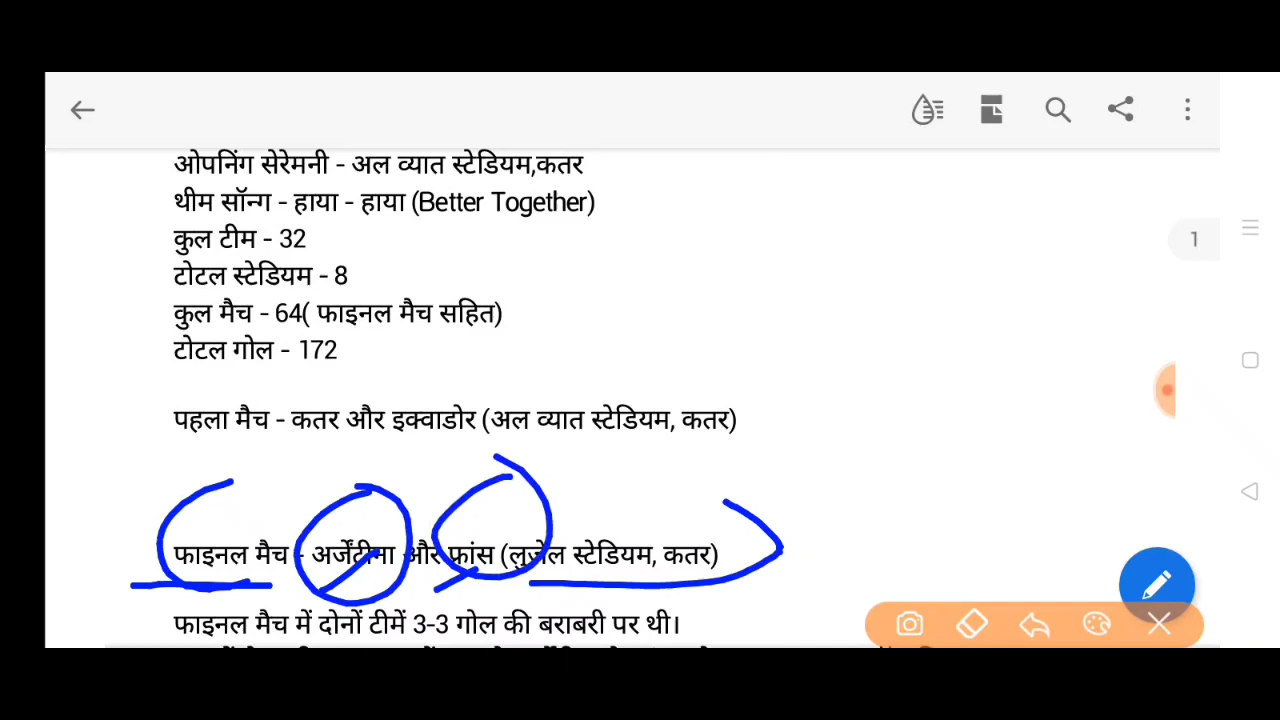 ओपनिंग सेरेमनी - अल व्यात स्टेडियम,कतर
थीम सॉन्ग - हाया - हाया (Better Together)
कुल टीम - 32
टोटल स्टेडियम - 8
कुल मैच - 64( फाइनल मैच सहित)
टोटल गोल - 172
1
पहला मैच - कतर और इक्वाडोर (अल व्यात स्टेडियम, कतर)
फाइनल मैच - अर्जेंटीना और फ्रांस (लुजेल स्टेडियम, कतर)
फाइनल मैच में दोनों टीमें 3-3 गोल की बराबरी पर थी।